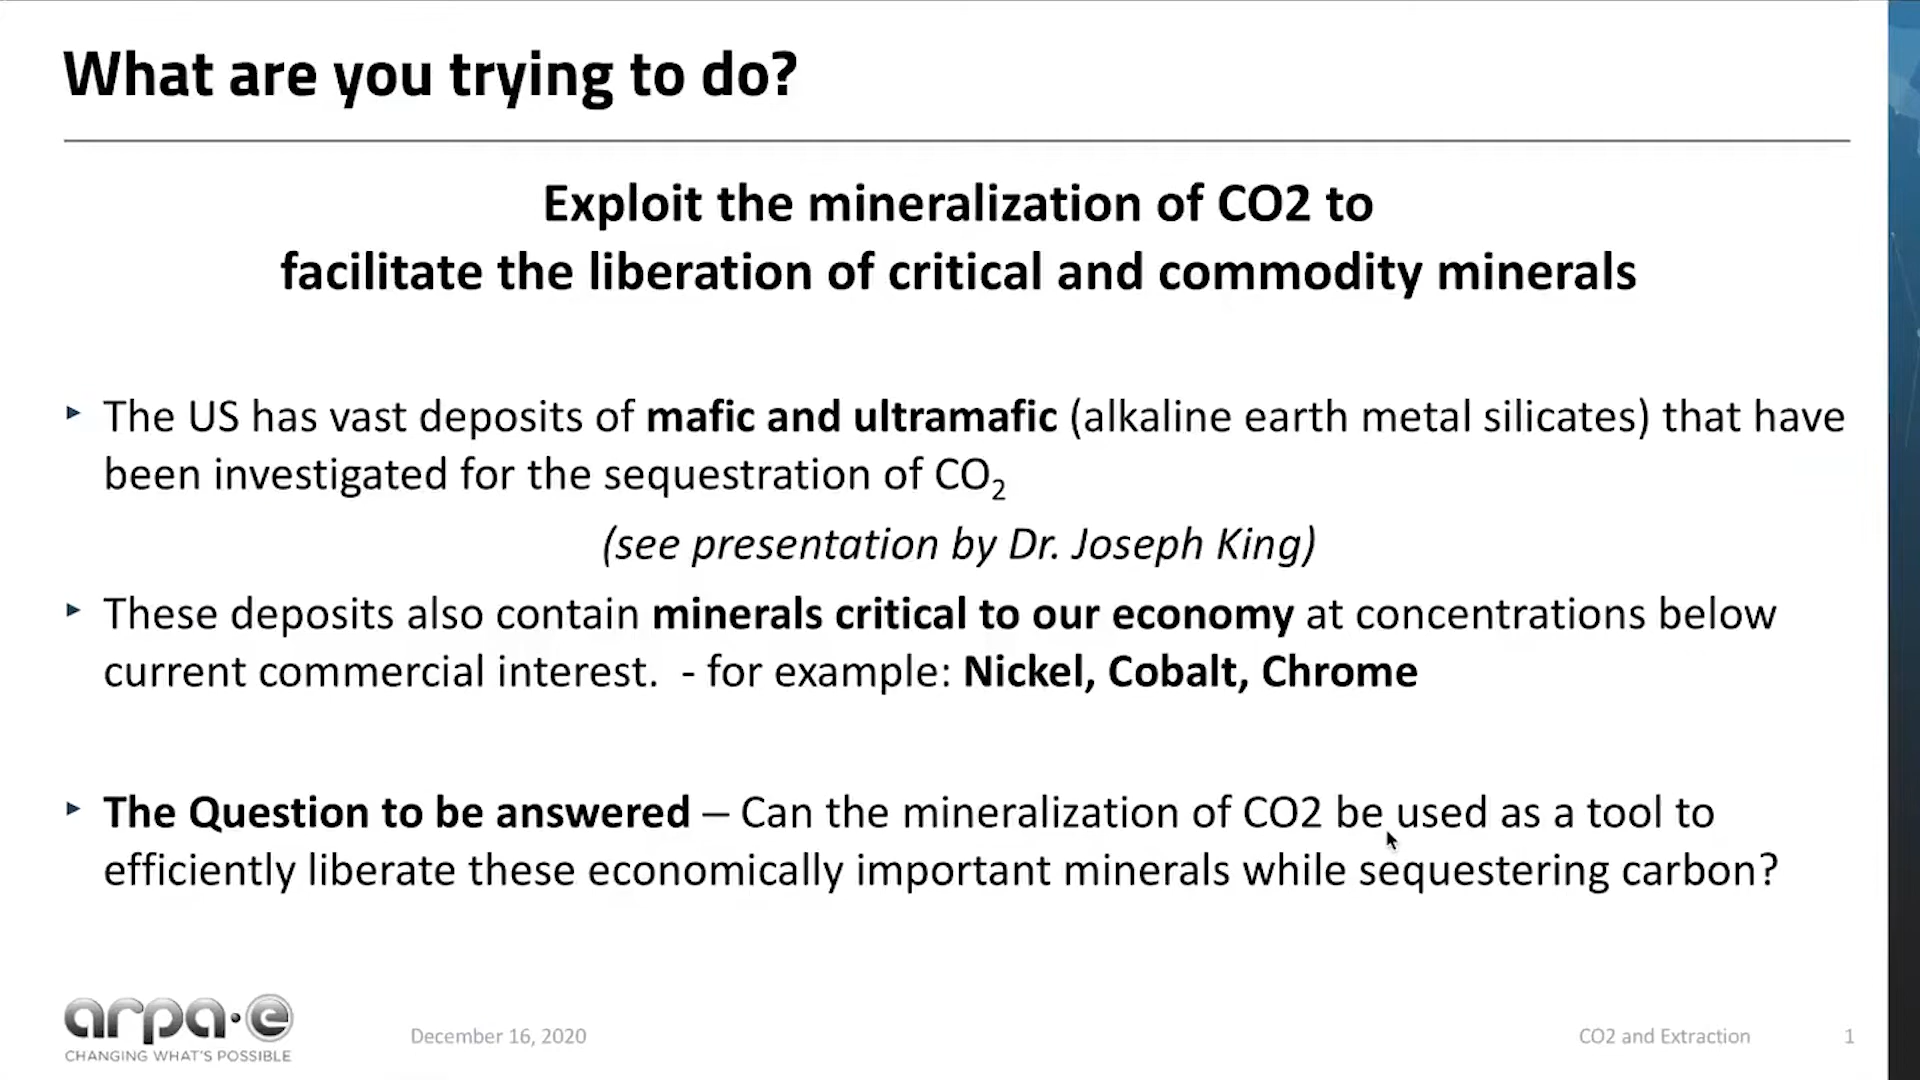 What are you trying to do?
Exploit the mineralization of CO2 to
facilitate the liberation of critical and commodity minerals
‣ The US has vast deposits of mafic and ultramafic (alkaline earth metal silicates) that have
been investigated for the sequestration of CO₂
(see presentation by Dr. Joseph King)
‣ These deposits also contain minerals critical to our economy at concentrations below
current commercial interest.  - for example: Nickel, Cobalt, Chrome
‣ The Question to be answered – Can the mineralization of CO2 be used as a tool to
efficiently liberate these economically important minerals while sequestering carbon?
arpa·e
CHANGING WHAT'S POSSIBLE
December 16, 2020
CO2 and Extraction
1